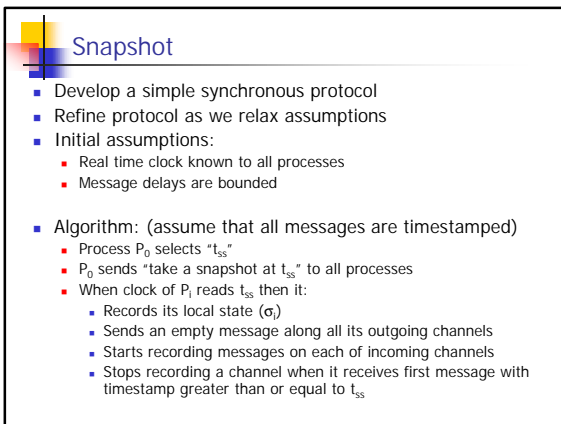 Snapshot
Develop a simple synchronous protocol
Refine protocol as we relax assumptions
Initial assumptions:
Real time clock known to all processes
Message delays are bounded
Algorithm: (assume that all messages are timestamped)
Process P₀ selects “tₛₛ”
P₀ sends “take a snapshot at tₛₛ” to all processes
When clock of Pᵢ reads tₛₛ then it:
Records its local state (σᵢ)
Sends an empty message along all its outgoing channels
Starts recording messages on each of incoming channels
Stops recording a channel when it receives first message with
timestamp greater than or equal to tₛₛ